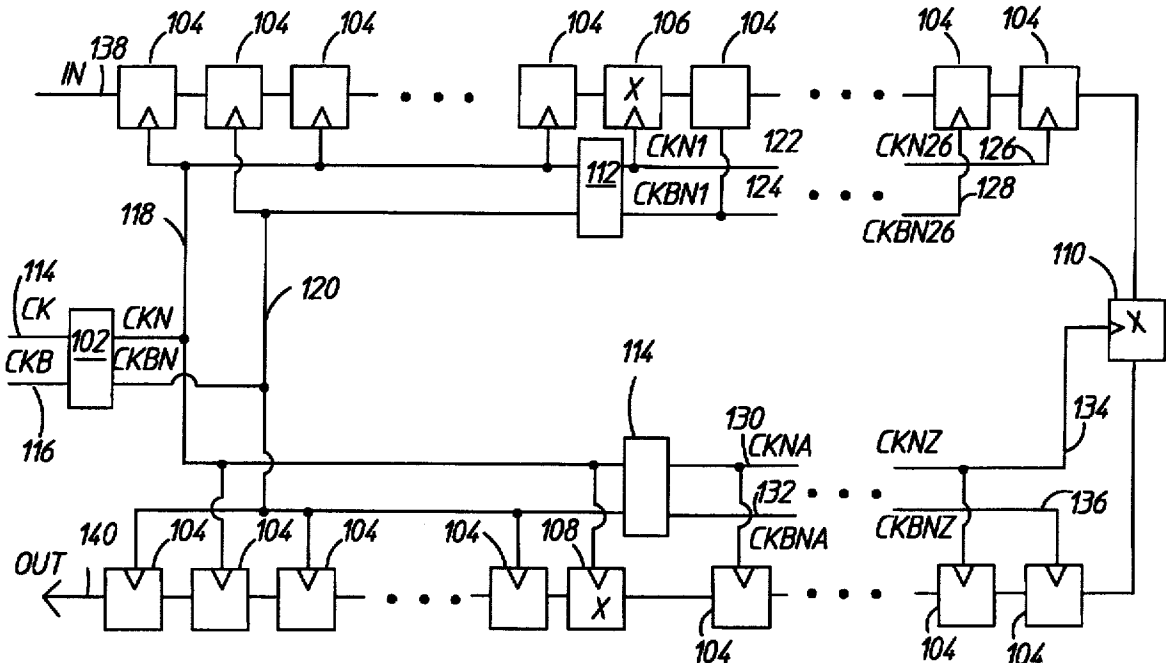 104 104 104 104 106 104 104 104
138
IN
X
CKN1 122 CKN26 126
112
CKBN1 124 128
CKBN26
118
110
114 120
CK CKN X
102
CKB CKBN
114
116
130 134
CKNA CKNZ
132 136
CKBNA CKBNZ
140 104 104 104 104 108
OUT
X
104 104 104